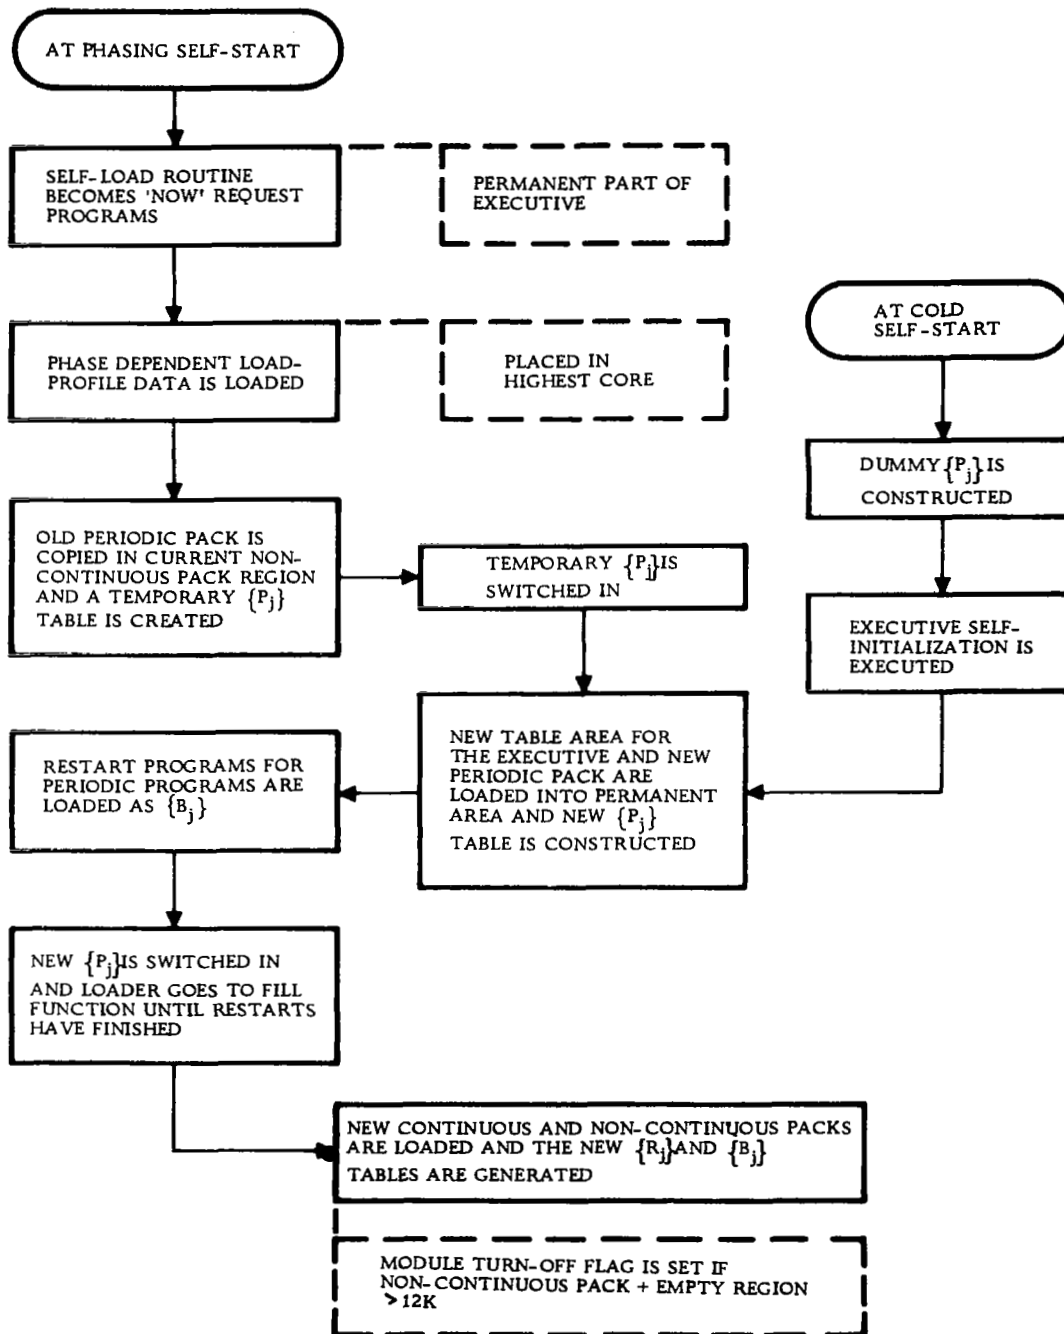 AT PHASING SELF-START
SELF-LOAD ROUTINE
BECOMES 'NOW' REQUEST
PROGRAMS
PERMANENT PART OF
EXECUTIVE
PHASE DEPENDENT LOAD-
PROFILE DATA IS LOADED
PLACED IN
HIGHEST CORE
AT COLD
SELF-START
DUMMY {Pj} IS
CONSTRUCTED
OLD PERIODIC PACK IS
COPIED IN CURRENT NON-
CONTINUOUS PACK REGION
AND A TEMPORARY {Pj}
TABLE IS CREATED
TEMPORARY {Pj} IS
SWITCHED IN
EXECUTIVE SELF-
INITIALIZATION IS
EXECUTED
NEW TABLE AREA FOR
THE EXECUTIVE AND NEW
PERIODIC PACK ARE
LOADED INTO PERMANENT
AREA AND NEW {Pj}
TABLE IS CONSTRUCTED
RESTART PROGRAMS FOR
PERIODIC PROGRAMS ARE
LOADED AS {Bj}
NEW {Pj} IS SWITCHED IN
AND LOADER GOES TO FILL
FUNCTION UNTIL RESTARTS
HAVE FINISHED
NEW CONTINUOUS AND NON-CONTINUOUS PACKS
ARE LOADED AND THE NEW {Rj} AND {Bj}
TABLES ARE GENERATED
MODULE TURN-OFF FLAG IS SET IF
NON-CONTINUOUS PACK + EMPTY REGION
>12K